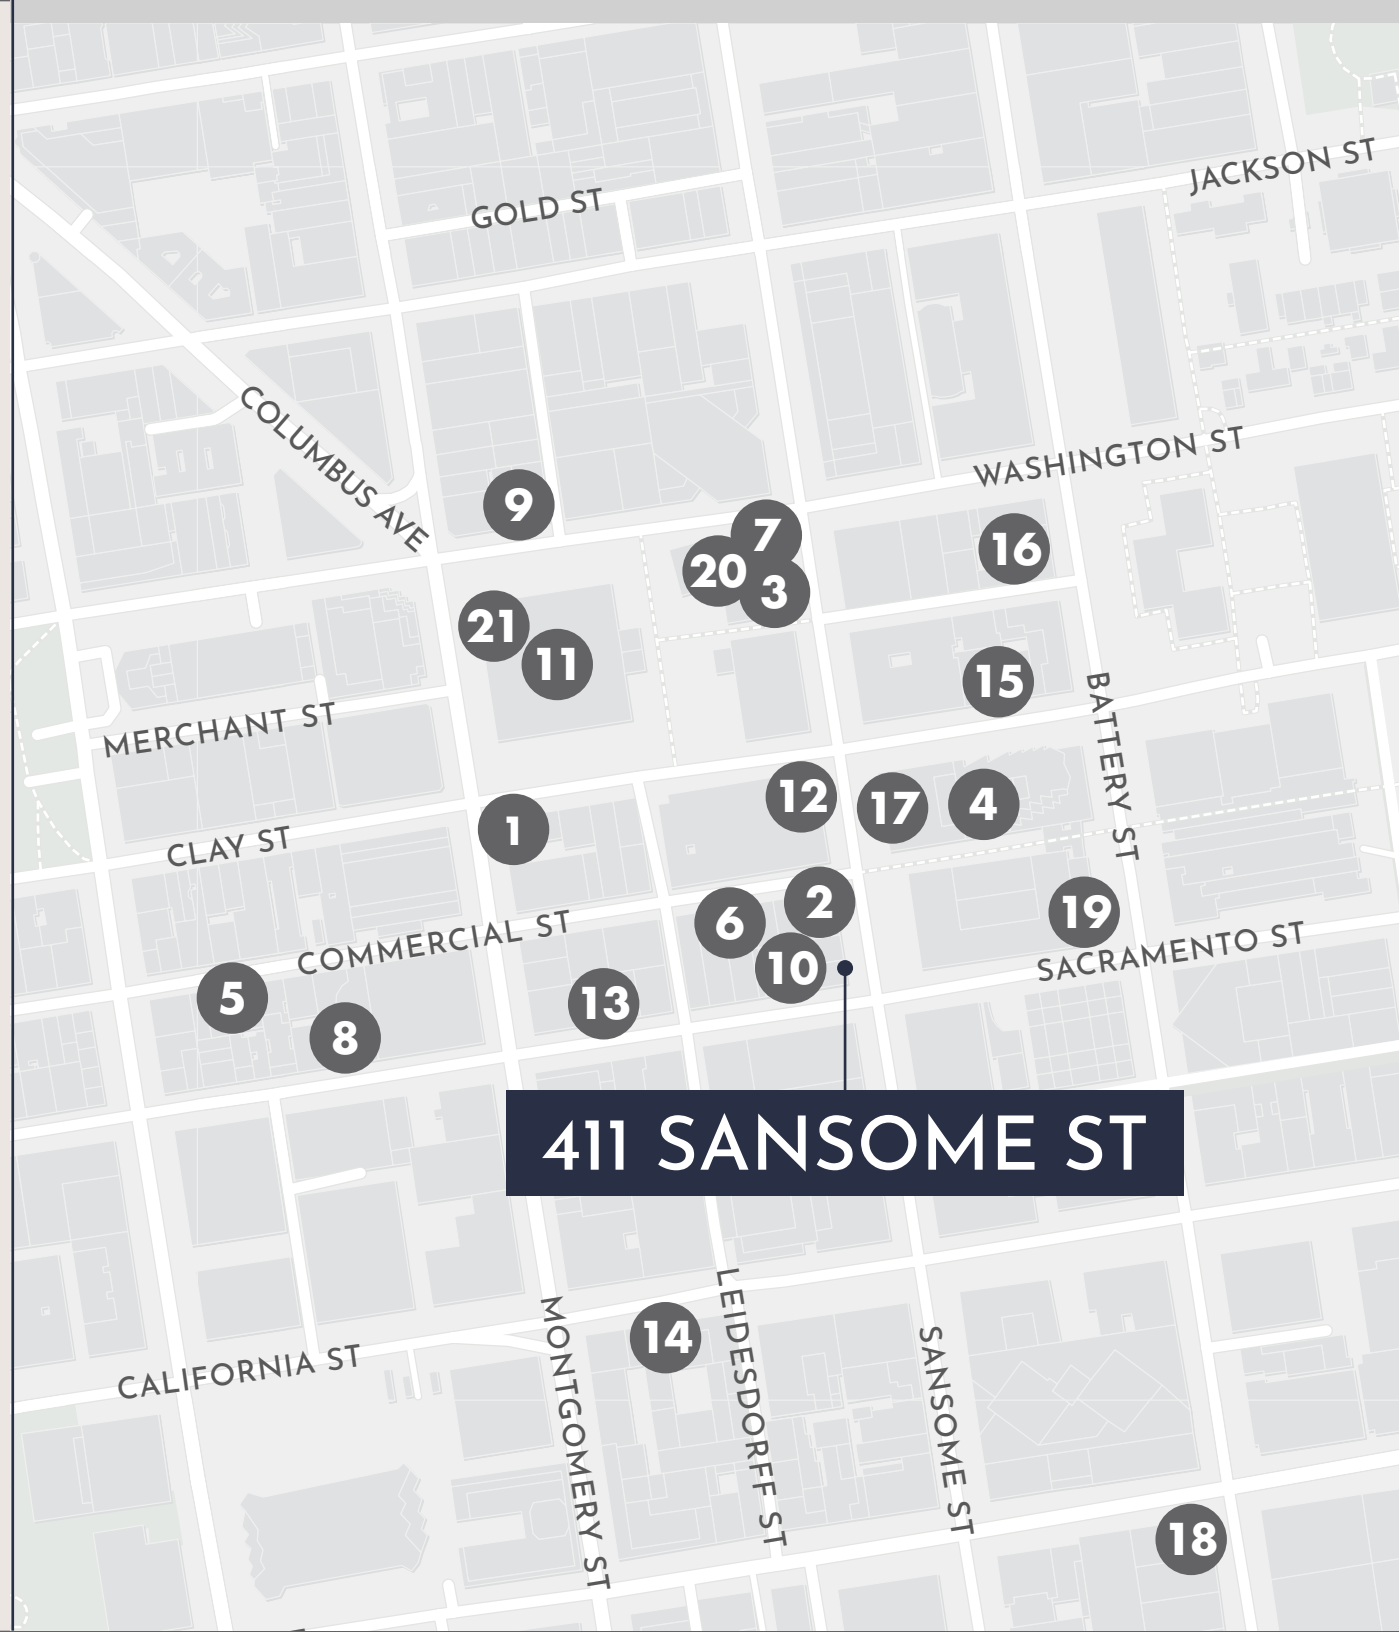 JACKSON ST
GOLD ST
COLUMBUS AVE
WASHINGTON ST
9
7
16
20
3
21
11
15
BATTERY ST
MERCHANT ST
12
17
4
1
CLAY ST
2
19
6
COMMERCIAL ST
SACRAMENTO ST
10
5
13
8
411 SANSOME ST
14
LEIDESDORFF ST
MONTGOMERY ST
SANSOME ST
CALIFORNIA ST
18